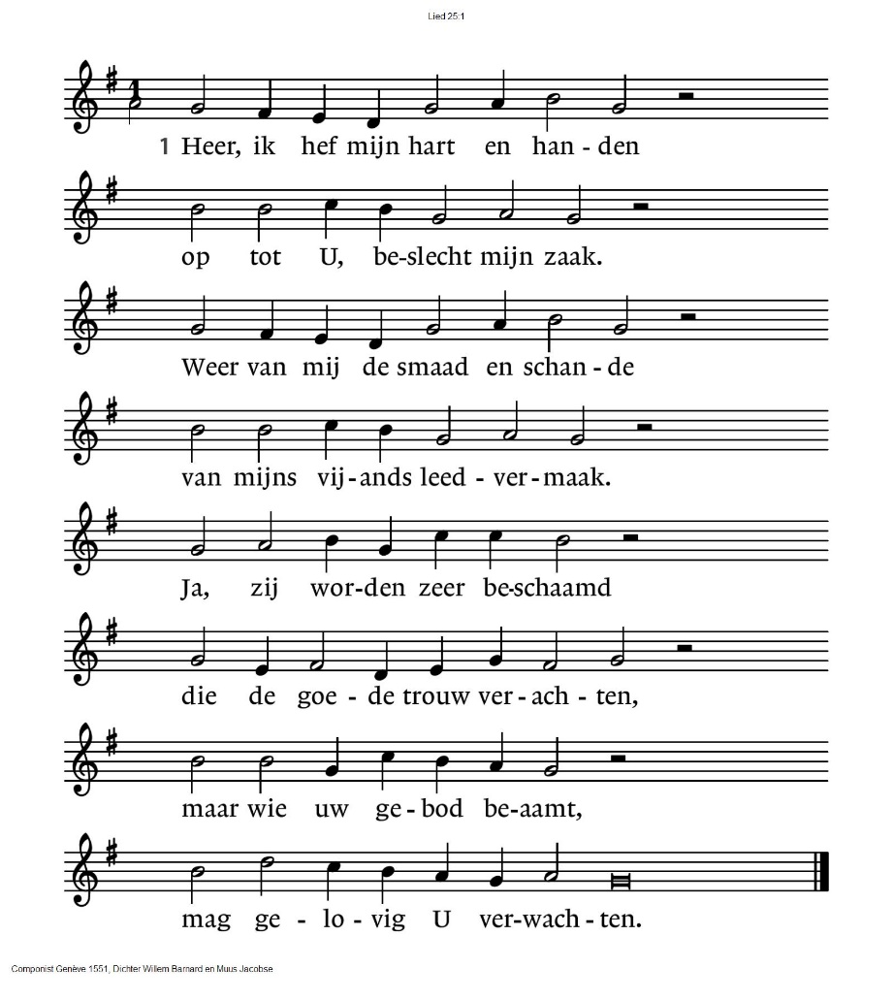 Lied 25:1
1 Heer, ik hef mijn hart en han - den
op tot U, be-slecht mijn zaak.
Weer van mij de smaad en schan - de
van mijns vij-ands leed - ver-maak.
Ja, zij wor-den zeer be-schaamd
die de goe - de trouw ver-ach - ten,
maar wie uw ge-bod be-aamt,
mag ge - lo - vig U ver-wach - ten.
Componist Genève 1551, Dichter Willem Barnard en Muus Jacobse